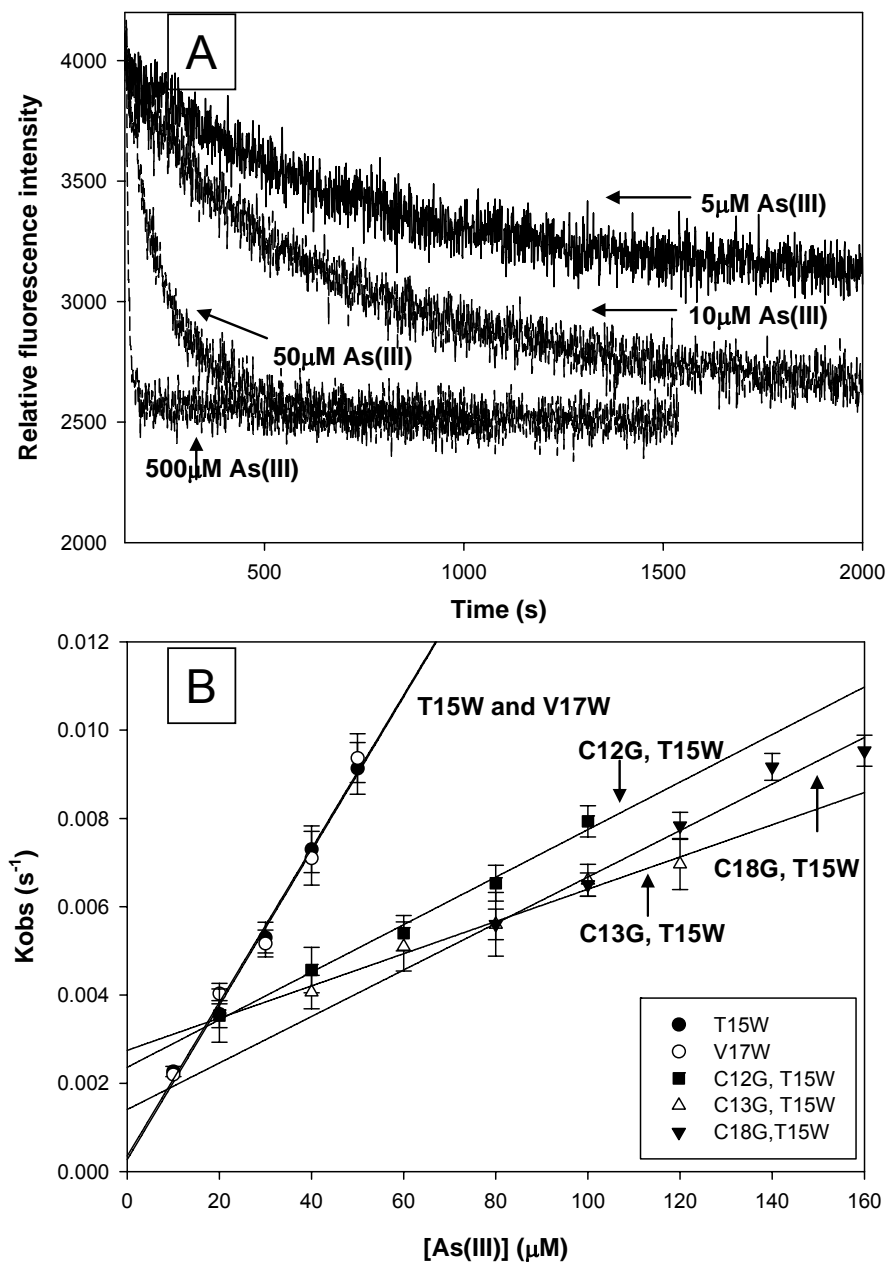 A
Relative fluorescence intensity
4000
3500
3000
2500
2000
5μM As(III)
10μM As(III)
50μM As(III)
500μM As(III)
500
1000
1500
2000
Time (s)
B
Kobs (s-1)
0.012
0.010
0.008
0.006
0.004
0.002
0.000
T15W and V17W
C12G, T15W
C18G, T15W
C13G, T15W
T15W
V17W
C12G, T15W
C13G, T15W
C18G,T15W
0
20
40
60
80
100
120
140
160
[As(III)] (μM)